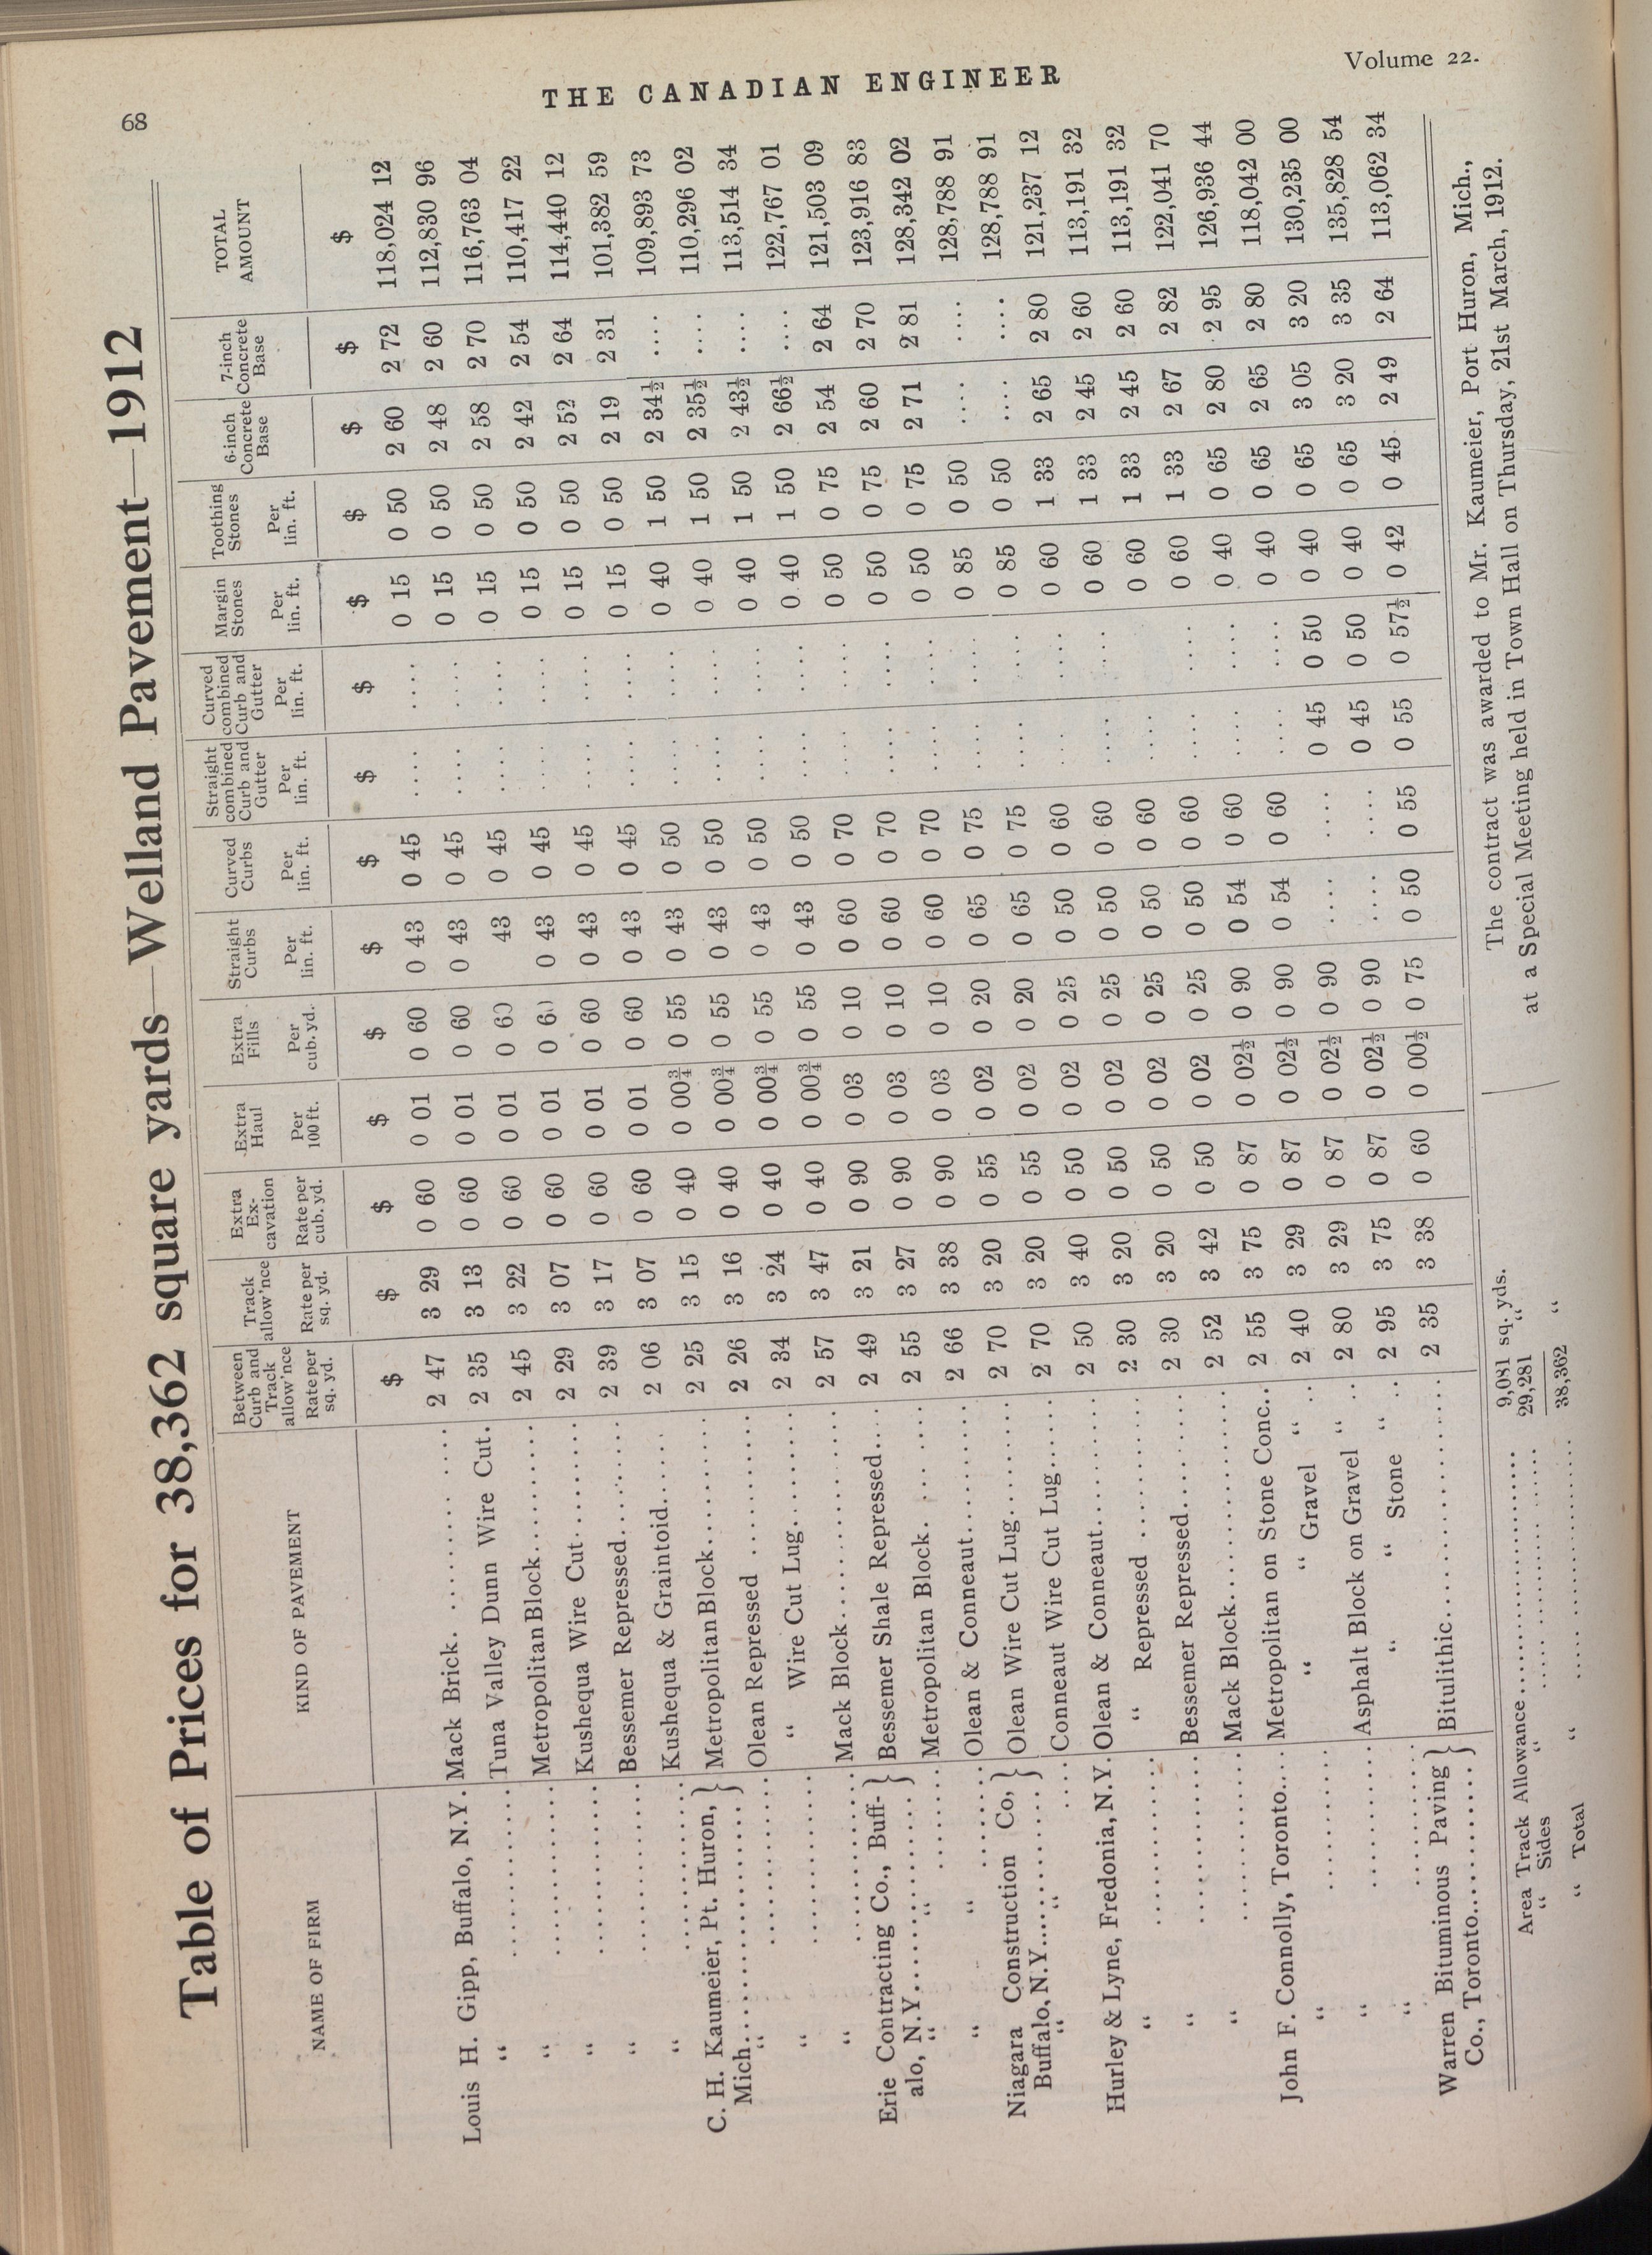 68
THE CANADIAN ENGINEER
Volume 22.
Table of Prices for 38,362 square yards—Welland Pavement—1912
NAME OF FIRM | KIND OF PAVEMENT | Between Curb and Track allow'nce Rate per sq. yd. | Track allow'nce Rate per sq. yd. | Extra Ex-cavation Rate per cub. yd. | Extra Haul Per 100 ft. | Extra Fills Per cub. yd. | Straight Curbs Per lin. ft. | Curved Curbs Per lin. ft. | Straight combined Curb and Gutter Per lin. ft. | Curved combined Curb and Gutter Per lin. ft. | Margin Stones Per lin. ft. | Toothing Stones Per lin. ft. | 6-inch Concrete Base | 7-inch Concrete Base | TOTAL AMOUNT
$ $ $ $ $ $ $ $ $ $ $ $ $ $
Louis H. Gipp, Buffalo, N.Y. Mack Brick. ........ 2 47 3 29 0 60 0 01 0 60 0 43 0 45 .... .... 0 15 0 50 2 60 2 72 118,024 12
“ ........ Tuna Valley Dunn Wire Cut. 2 35 3 13 0 60 0 01 0 60 0 43 0 45 .... .... 0 15 0 50 2 48 2 60 112,830 96
“ ........ Metropolitan Block........ 2 45 3 22 0 60 0 01 0 60 43 0 45 .... .... 0 15 0 50 2 58 2 70 116,763 04
“ ........ Kushequa Wire Cut........ 2 29 3 07 0 60 0 01 0 60 0 43 0 45 .... .... 0 15 0 50 2 42 2 54 110,417 22
“ ........ Bessemer Repressed........ 2 39 3 17 0 60 0 01 0 60 0 43 0 45 .... .... 0 15 0 50 2 52 2 64 114,440 12
“ ........ Kushequa & Graintoid...... 2 06 3 07 0 60 0 01 0 60 0 43 0 45 .... .... 0 15 0 50 2 19 2 31 101,382 59
C. H. Kaumeier, Pt. Huron, Mich........ } Metropolitan Block........ 2 25 3 15 0 40 0 00¾ 0 55 0 43 0 50 .... .... 0 40 1 50 2 34½ .... 109,893 73
“ ........ Olean Repressed ........ 2 26 3 16 0 40 0 00¾ 0 55 0 43 0 50 .... .... 0 40 1 50 2 35½ .... 110,296 02
“ ........ “ Wire Cut Lug........ 2 34 3 24 0 40 0 00¾ 0 55 0 43 0 50 .... .... 0 40 1 50 2 43½ .... 113,514 34
“ ........ Mack Block........ 2 57 3 47 0 40 0 00¾ 0 55 0 43 0 50 .... .... 0 40 1 50 2 66½ .... 122,767 01
Erie Contracting Co., Buffalo, N.Y........ } Bessemer Shale Repressed.... 2 49 3 21 0 90 0 03 0 10 0 60 0 70 .... .... 0 50 0 75 2 54 2 64 121,503 09
“ “ ........ Metropolitan Block........ 2 55 3 27 0 90 0 03 0 10 0 60 0 70 .... .... 0 50 0 75 2 60 2 70 123,916 83
“ “ ........ Olean & Conneaut........ 2 66 3 38 0 90 0 03 0 10 0 60 0 70 .... .... 0 50 0 75 2 71 2 81 128,342 02
Niagara Construction Co, Buffalo, N.Y........ } Olean Wire Cut Lug........ 2 70 3 20 0 55 0 02 0 20 0 65 0 75 .... .... 0 85 0 50 .... .... 128,788 91
“ “ .... Conneaut Wire Cut Lug...... 2 70 3 20 0 55 0 02 0 20 0 65 0 75 .... .... 0 85 0 50 .... .... 128,788 91
Hurley & Lyne, Fredonia, N.Y. Olean & Conneaut........ 2 50 3 40 0 50 0 02 0 25 0 50 0 60 .... .... 0 60 1 33 2 65 2 80 121,237 12
“ ........ “ Repressed ........ 2 30 3 20 0 50 0 02 0 25 0 50 0 60 .... .... 0 60 1 33 2 45 2 60 113,191 32
“ ........ Bessemer Repressed........ 2 30 3 20 0 50 0 02 0 25 0 50 0 60 .... .... 0 60 1 33 2 45 2 60 113,191 32
“ ........ Mack Block........ 2 52 3 42 0 50 0 02 0 25 0 50 0 60 .... .... 0 60 1 33 2 67 2 82 122,041 70
John F. Connolly, Toronto.... Metropolitan on Stone Conc.. 2 55 3 75 0 87 0 02½ 0 90 0 54 0 60 .... .... 0 40 0 65 2 80 2 95 126,936 44
“ ........ “ “ Gravel “ .. 2 40 3 29 0 87 0 02½ 0 90 0 54 0 60 .... .... 0 40 0 65 2 65 2 80 118,042 00
“ ........ Asphalt Block on Gravel “ .. 2 80 3 29 0 87 0 02½ 0 90 .... .... 0 45 0 50 0 40 0 65 3 05 3 20 130,235 00
“ ........ “ “ Stone “ .. 2 95 3 75 0 87 0 02½ 0 90 .... .... 0 45 0 50 0 40 0 65 3 20 3 35 135,828 54
Warren Bituminous Paving Co., Toronto........ } Bitulithic........ 2 35 3 38 0 60 0 00½ 0 75 0 50 0 55 0 55 0 57½ 0 42 0 45 2 49 2 64 113,062 34
Area Track Allowance........ 9,081 sq. yds.
“ Sides “ ........ 29,281 “
“ Total “ ........ 38,362 “
The contract was awarded to Mr. Kaumeier, Port Huron, Mich.,
at a Special Meeting held in Town Hall on Thursday, 21st March, 1912.